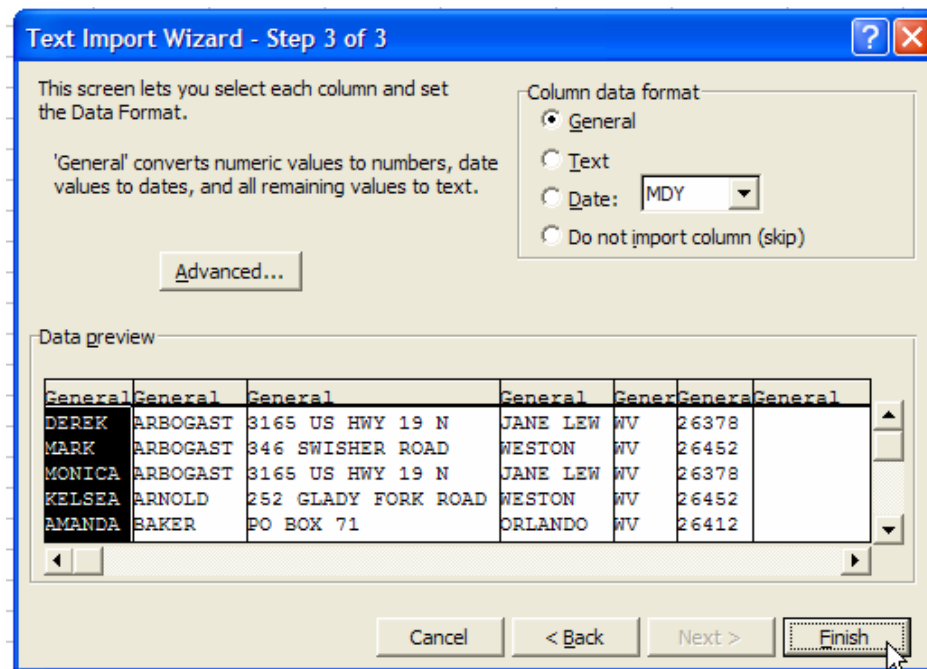 Text Import Wizard - Step 3 of 3
This screen lets you select each column and set
the Data Format.
'General' converts numeric values to numbers, date
values to dates, and all remaining values to text.
Advanced...
Column data format
General
Text
Date: MDY
Do not import column (skip)
Data preview
General General General General Gener Genera General
DEREK ARBOGAST 3165 US HWY 19 N JANE LEW WV 26378
MARK ARBOGAST 346 SWISHER ROAD WESTON WV 26452
MONICA ARBOGAST 3165 US HWY 19 N JANE LEW WV 26378
KELSEA ARNOLD 252 GLADY FORK ROAD WESTON WV 26452
AMANDA BAKER PO BOX 71 ORLANDO WV 26412
Cancel < Back Next > Finish